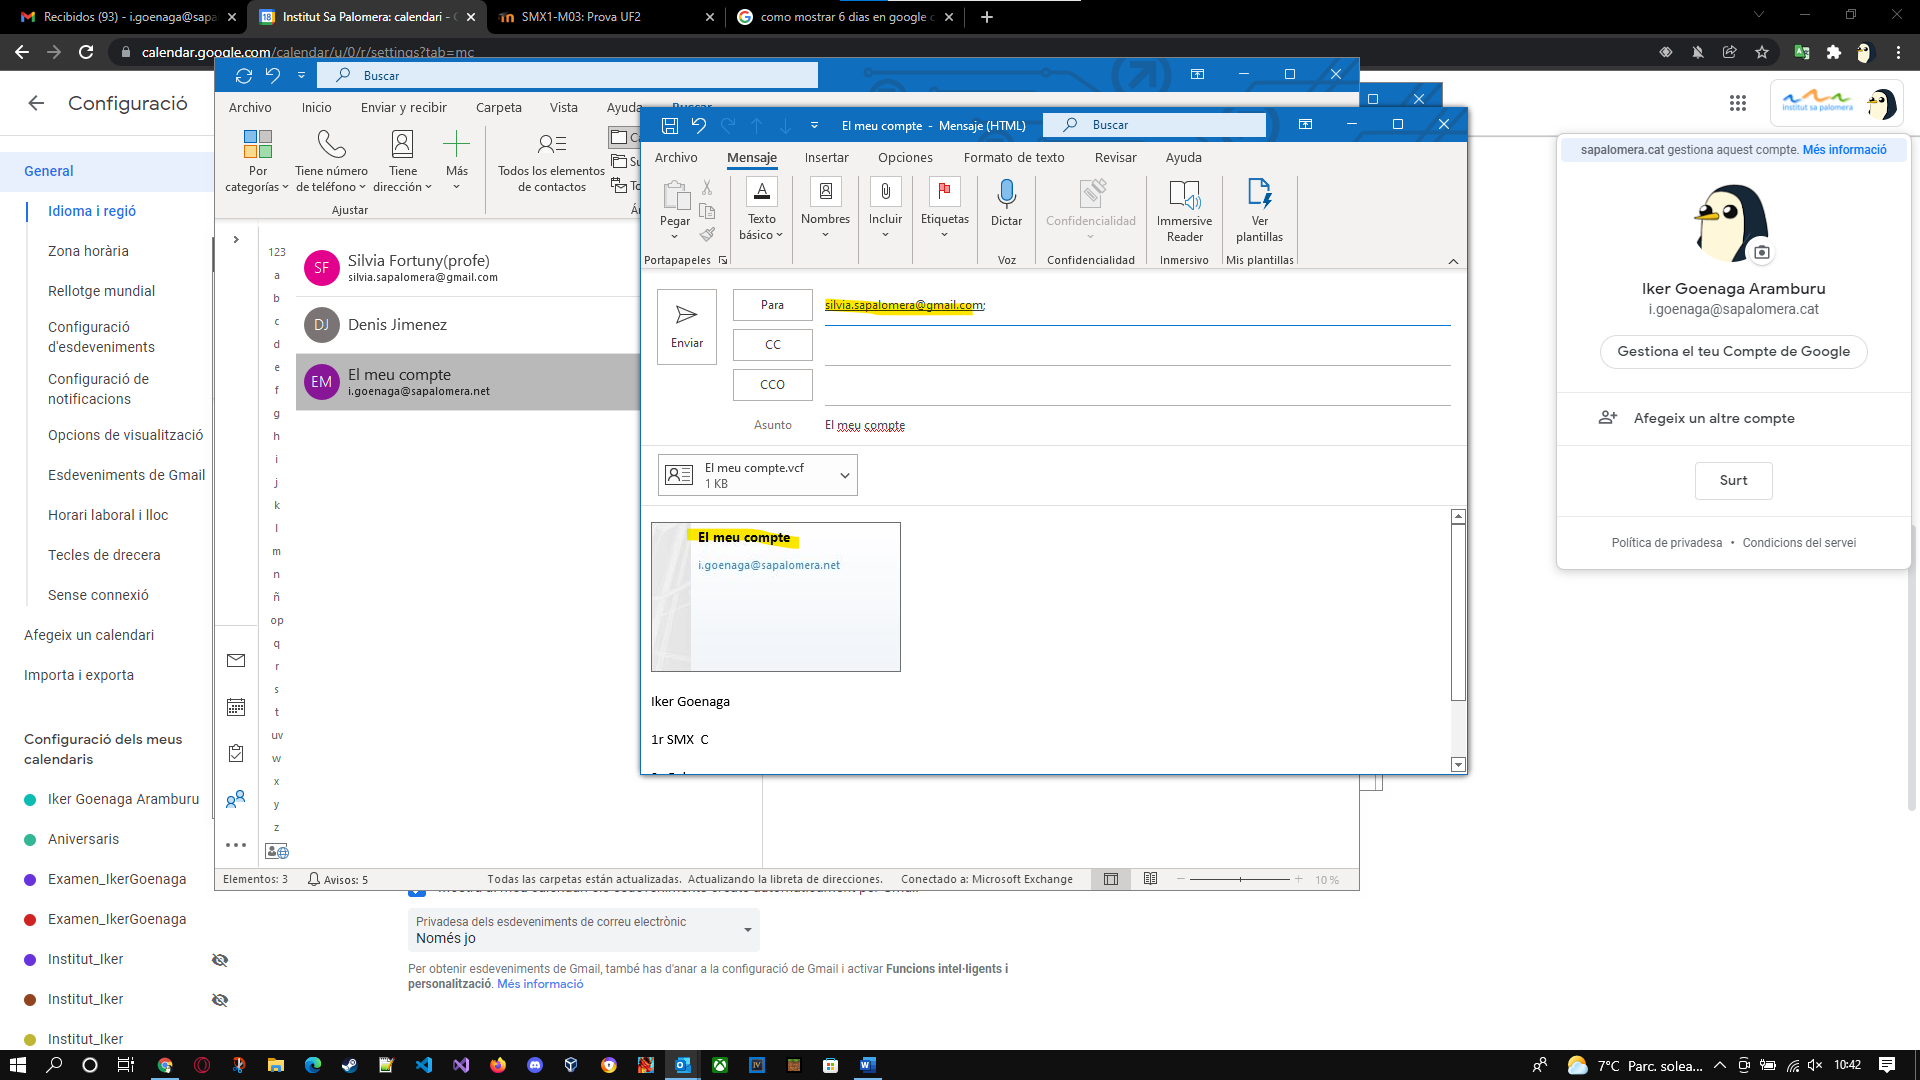 Recibidos (93) - i.goenaga@sapa
Institut Sa Palomera: calendari - C
SMX1-M03: Prova UF2
como mostrar 6 dias en google c
calendar.google.com/calendar/u/0/r/settings?tab=mc
Configuració
General
Idioma i regió
Zona horària
Rellotge mundial
Configuració
d'esdeveniments
Configuració de
notificacions
Opcions de visualització
Esdeveniments de Gmail
Horari laboral i lloc
Tecles de drecera
Sense connexió
Afegeix un calendari
Importa i exporta
Configuració dels meus
calendaris
Iker Goenaga Aramburu
Aniversaris
Examen_IkerGoenaga
Examen_IkerGoenaga
Institut_Iker
Institut_Iker
Institut_Iker
Buscar
Archivo Inicio Enviar y recibir Carpeta Vista Ayuda Buscar
Por
categorías
Tiene número
de teléfono
Tiene
dirección
Más
Todos los elementos
de contactos
Ajustar
123
a
b
c
d
e
f
g
h
i
j
k
l
m
n
ñ
op
q
r
s
t
uv
w
x
y
z
SF
Silvia Fortuny(profe)
silvia.sapalomera@gmail.com
DJ
Denis Jimenez
EM
El meu compte
i.goenaga@sapalomera.net
El meu compte - Mensaje (HTML)
Buscar
Archivo Mensaje Insertar Opciones Formato de texto Revisar Ayuda
Pegar
Texto
básico
Nombres
Incluir
Etiquetas
Dictar
Confidencialidad
Immersive
Reader
Ver
plantillas
Portapapeles Voz Confidencialidad Inmersivo Mis plantillas
Enviar
Para
silvia.sapalomera@gmail.com;
CC
CCO
Asunto
El meu compte
El meu compte.vcf
1 KB
El meu compte
i.goenaga@sapalomera.net
Iker Goenaga
1r SMX C
Elementos: 3 Avisos: 5 Todas las carpetas están actualizadas. Actualizando la libreta de direcciones. Conectado a: Microsoft Exchange 10 %
Privadesa dels esdeveniments de correu electrònic
Només jo
Per obtenir esdeveniments de Gmail, també has d'anar a la configuració de Gmail i activar Funcions intel·ligents i
personalització. Més informació
institut sa palomera
sapalomera.cat gestiona aquest compte. Més informació
Iker Goenaga Aramburu
i.goenaga@sapalomera.cat
Gestiona el teu Compte de Google
Afegeix un altre compte
Surt
Política de privadesa • Condicions del servei
7°C Parc. solea... 10:42